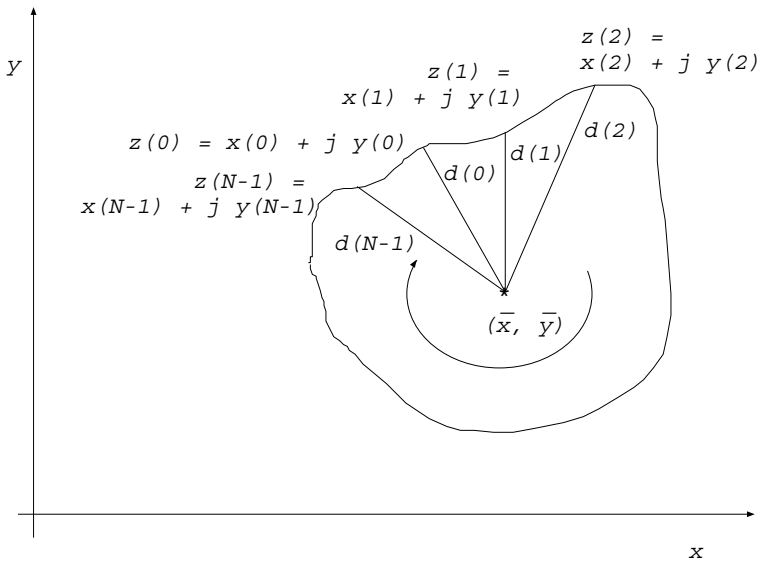 z(2) =
x(2) + j y(2)
y
z(1) =
x(1) + j y(1)
z(0) = x(0) + j y(0)
d(2)
d(1)
d(0)
z(N-1) =
x(N-1) + j y(N-1)
d(N-1)
*
(x̅, y̅)
x